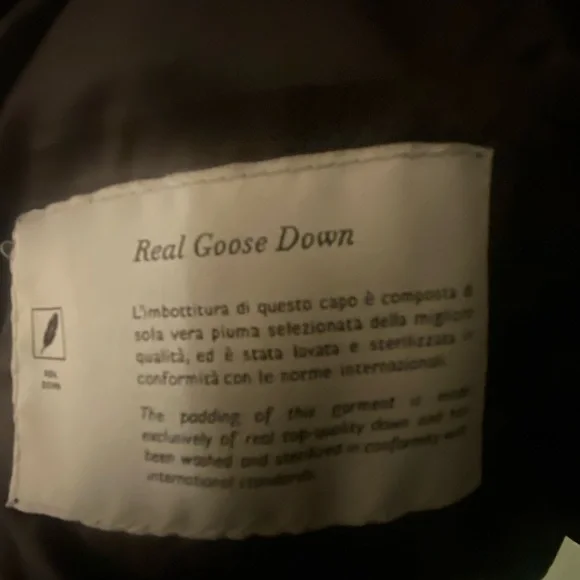 Real Goose Down
L'imbottitura di questo capo è composta di
sola vera piuma selezionata della migliore
qualità, ed è stata lavata e sterilizzata in
conformità con le norme internazionali.
REAL
DOWN
The padding of this garment is made
exclusively of real top-quality down and has
been washed and sterilized in conformity with
international standards.